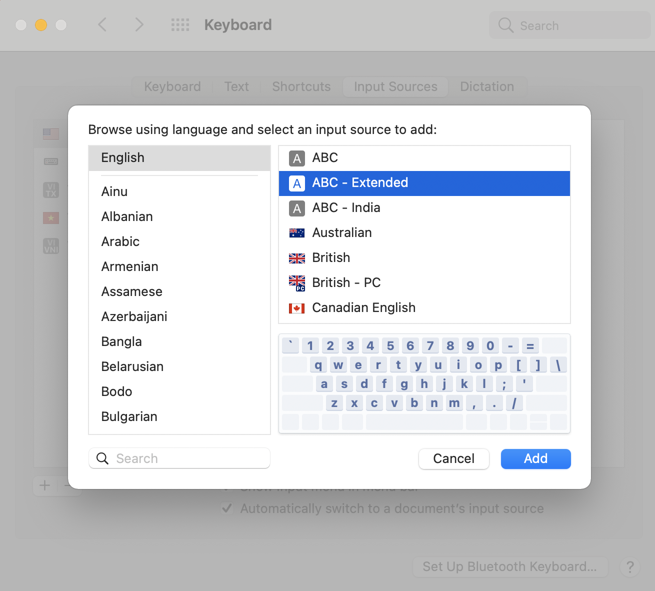 Keyboard
Search
Keyboard Text Shortcuts Input Sources Dictation
Browse using language and select an input source to add:
English
Ainu
Albanian
Arabic
Armenian
Assamese
Azerbaijani
Bangla
Belarusian
Bodo
Bulgarian
A ABC
A ABC - Extended
A ABC - India
Australian
British
PC British - PC
Canadian English
` 1 2 3 4 5 6 7 8 9 0 - =
q w e r t y u i o p [ ] \
a s d f g h j k l ; '
z x c v b n m , . /
Search
Cancel Add
Show input menu in menu bar
Automatically switch to a document's input source
Set Up Bluetooth Keyboard... ?